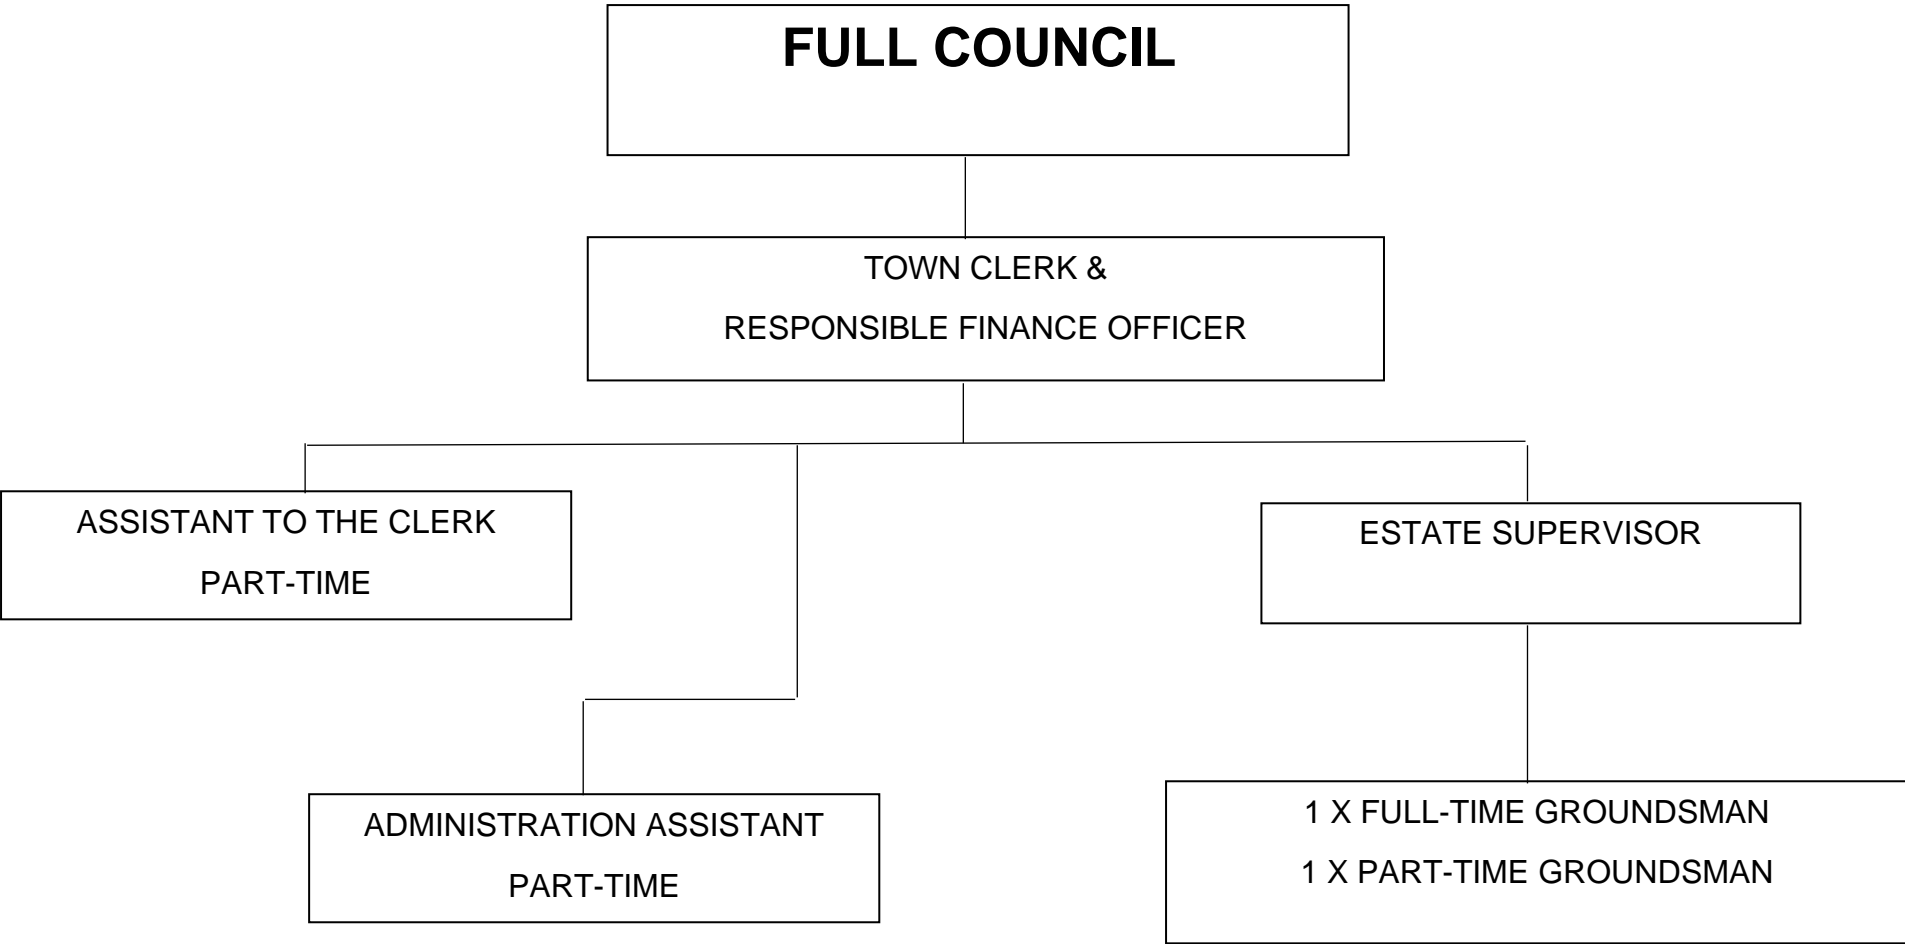 FULL COUNCIL
TOWN CLERK &
RESPONSIBLE FINANCE OFFICER
ASSISTANT TO THE CLERK
PART-TIME
ESTATE SUPERVISOR
ADMINISTRATION ASSISTANT
PART-TIME
1 X FULL-TIME GROUNDSMAN
1 X PART-TIME GROUNDSMAN